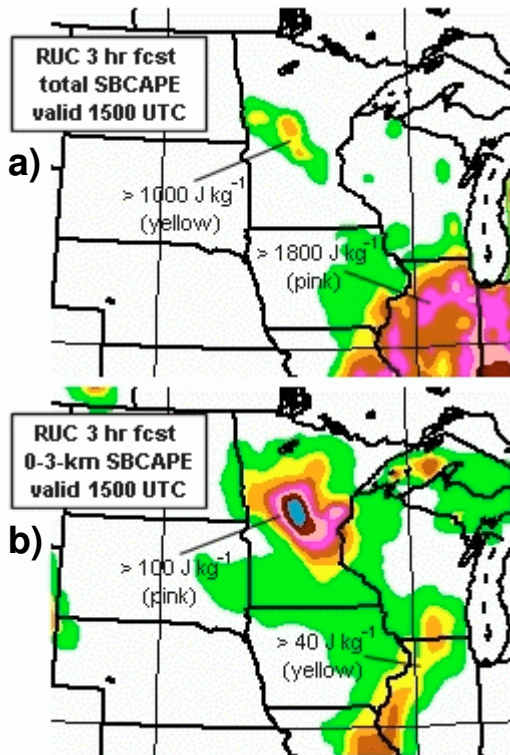 RUC 3 hr fcst
total SBCAPE
valid 1500 UTC
a)
> 1000 J kg⁻¹
(yellow)
> 1800 J kg⁻¹
(pink)
RUC 3 hr fcst
0-3-km SBCAPE
valid 1500 UTC
b)
> 100 J kg⁻¹
(pink)
> 40 J kg⁻¹
(yellow)